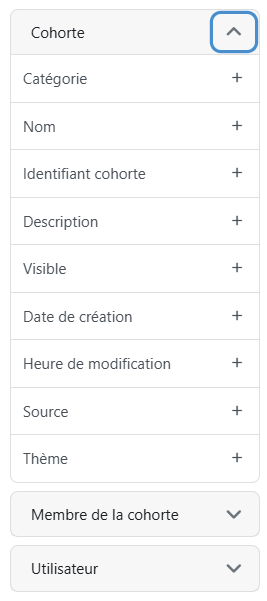 Cohorte
Catégorie
Nom
Identifiant cohorte
Description
Visible
Date de création
Heure de modification
Source
Thème
Membre de la cohorte
Utilisateur